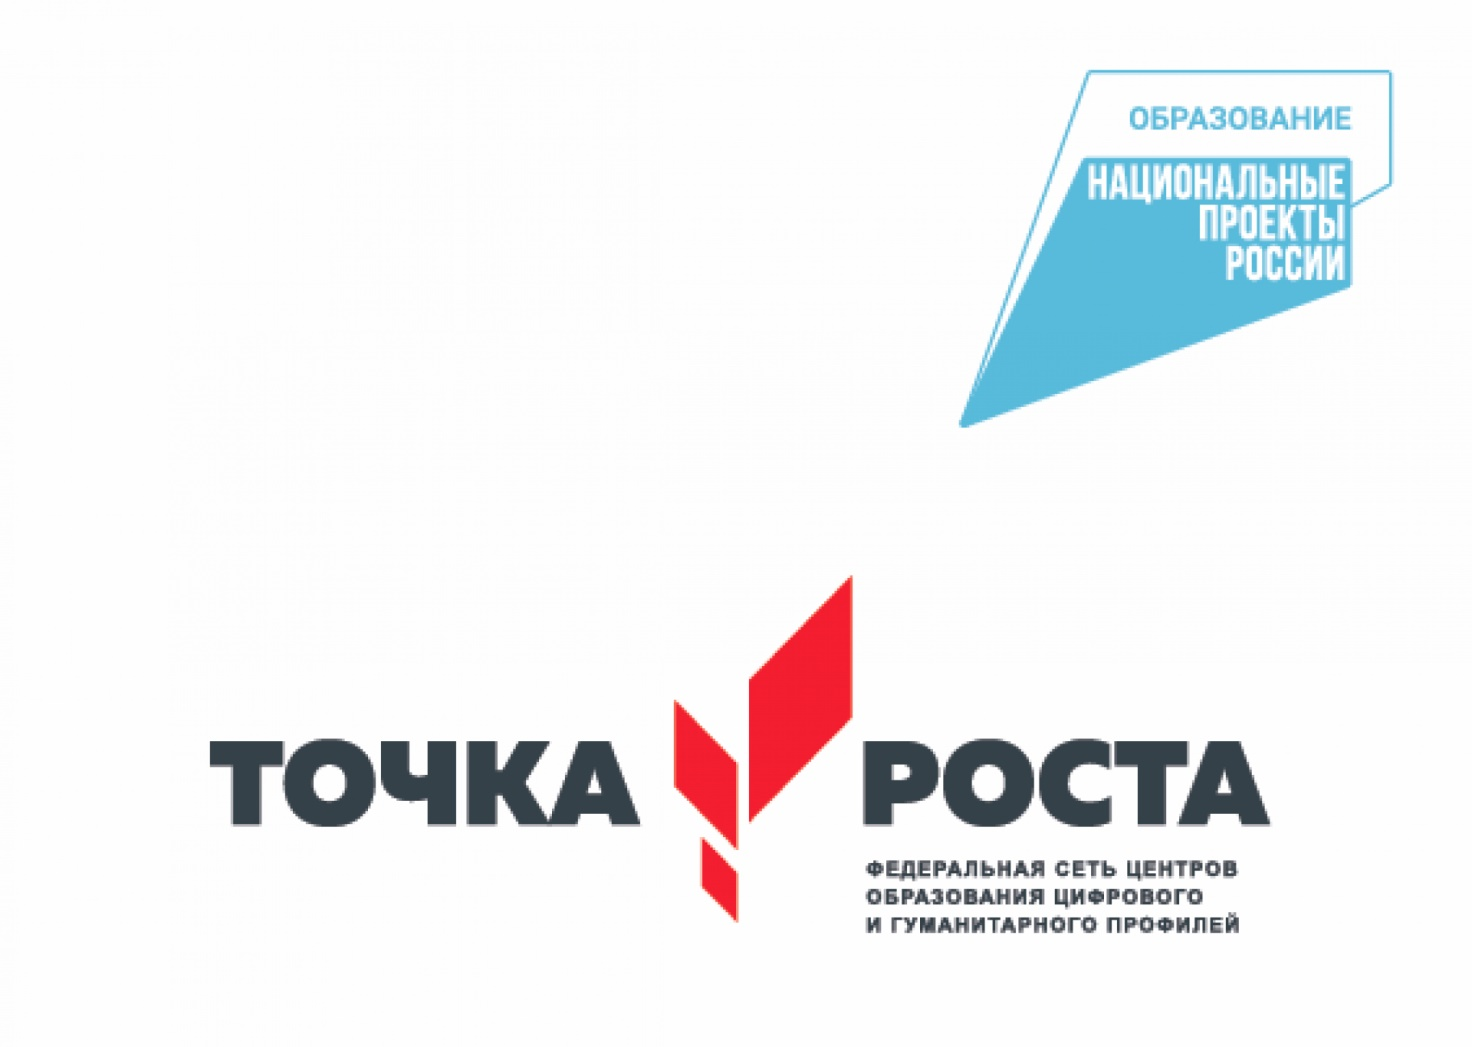 ОБРАЗОВАНИЕ
НАЦИОНАЛЬНЫЕ
ПРОЕКТЫ
РОССИИ
ТОЧКА РОСТА
ФЕДЕРАЛЬНАЯ СЕТЬ ЦЕНТРОВ
ОБРАЗОВАНИЯ ЦИФРОВОГО
И ГУМАНИТАРНОГО ПРОФИЛЕЙ